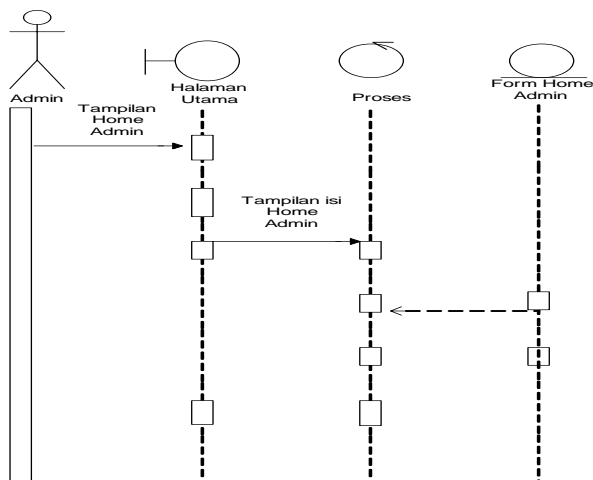 Admin
Halaman
Utama
Proses
Form Home
Admin
Tampilan
Home
Admin
Tampilan isi
Home
Admin